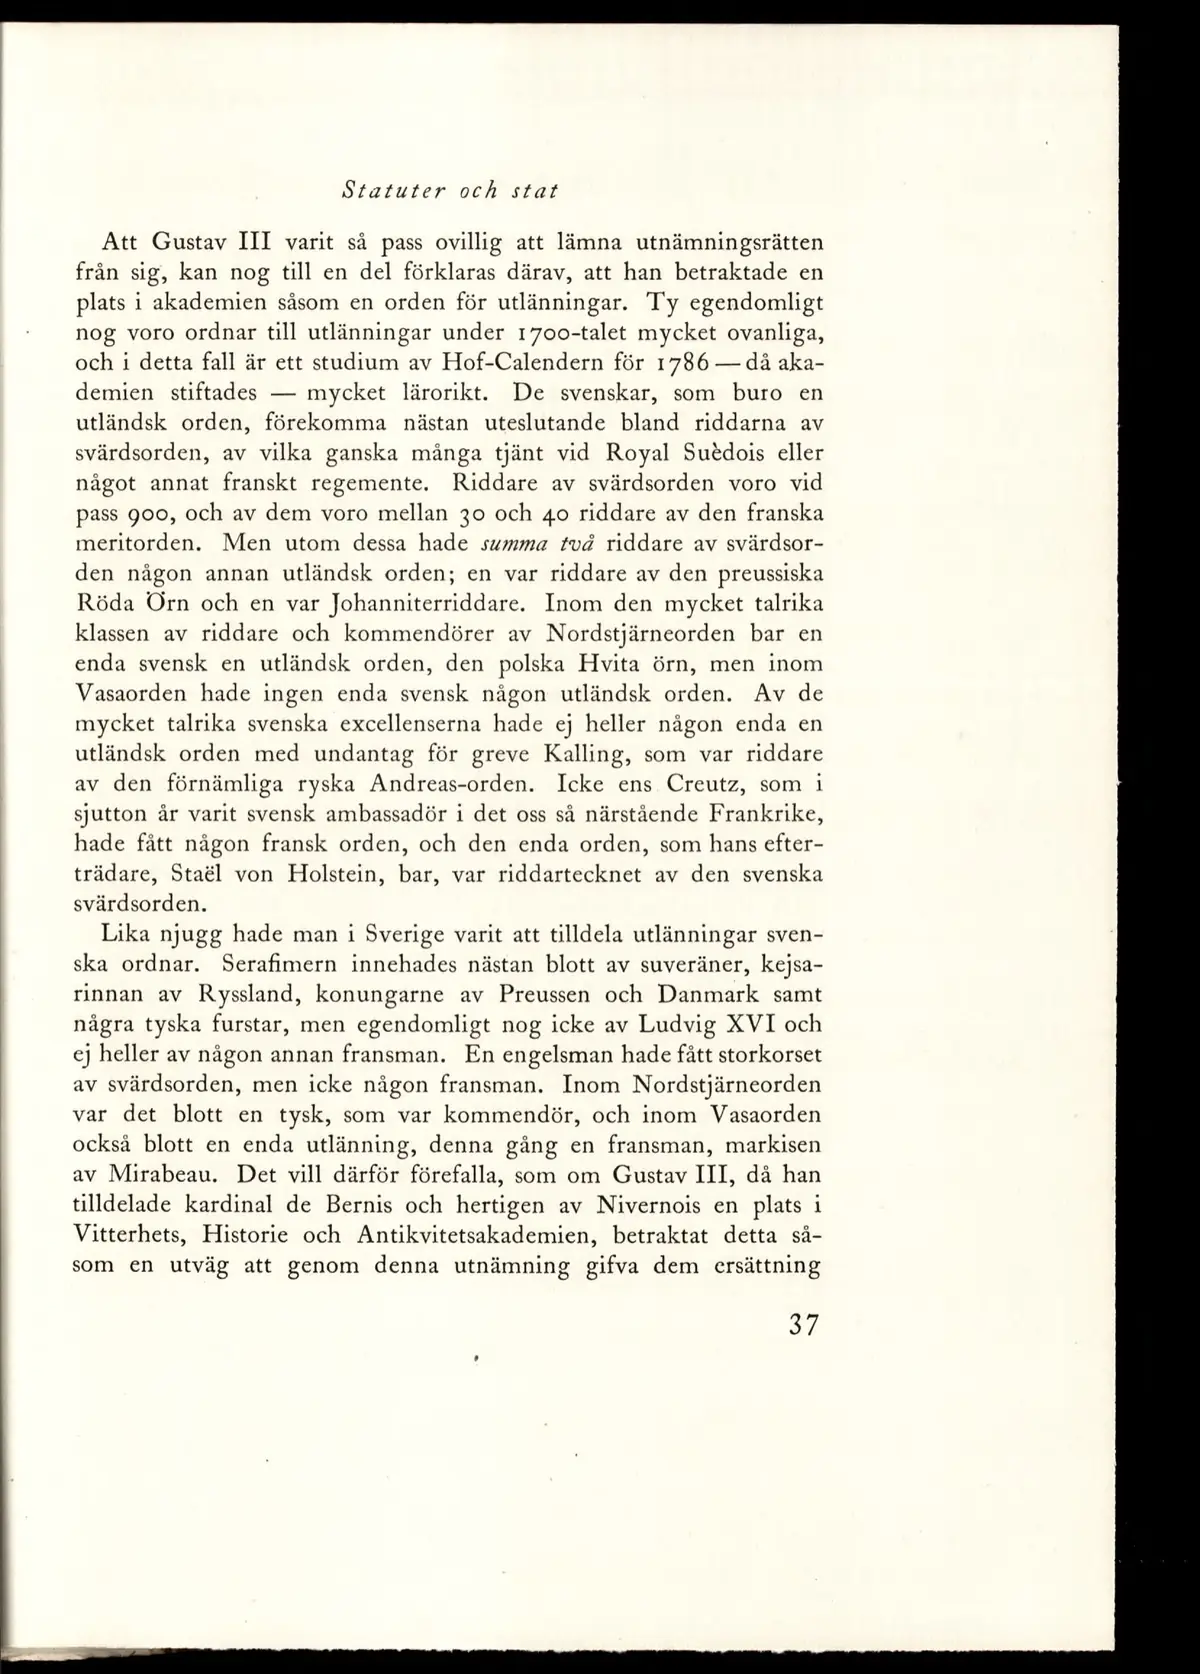 Statuter och stat
Att Gustav III varit så pass ovillig att lämna utnämningsrätten
från sig, kan nog till en del förklaras därav, att han betraktade en
plats i akademien såsom en orden för utlänningar. Ty egendomligt
nog voro ordnar till utlänningar under 1700-talet mycket ovanliga,
och i detta fall är ett studium av Hof-Calendern för 1786 — då aka-
demien stiftades — mycket lärorikt. De svenskar, som buro en
utländsk orden, förekomma nästan uteslutande bland riddarna av
svärdsorden, av vilka ganska många tjänt vid Royal Suèdois eller
något annat franskt regemente. Riddare av svärdsorden voro vid
pass 900, och av dem voro mellan 30 och 40 riddare av den franska
meritorden. Men utom dessa hade summa två riddare av svärdsor-
den någon annan utländsk orden; en var riddare av den preussiska
Röda Örn och en var Johanniterriddare. Inom den mycket talrika
klassen av riddare och kommendörer av Nordstjärneorden bar en
enda svensk en utländsk orden, den polska Hvita örn, men inom
Vasaorden hade ingen enda svensk någon utländsk orden. Av de
mycket talrika svenska excellenserna hade ej heller någon enda en
utländsk orden med undantag för greve Kalling, som var riddare
av den förnämliga ryska Andreas-orden. Icke ens Creutz, som i
sjutton år varit svensk ambassadör i det oss så närstående Frankrike,
hade fått någon fransk orden, och den enda orden, som hans efter-
trädare, Staël von Holstein, bar, var riddartecknet av den svenska
svärdsorden.
Lika njugg hade man i Sverige varit att tilldela utlänningar sven-
ska ordnar. Serafimern innehades nästan blott av suveräner, kejsa-
rinnan av Ryssland, konungarne av Preussen och Danmark samt
några tyska furstar, men egendomligt nog icke av Ludvig XVI och
ej heller av någon annan fransman. En engelsman hade fått storkorset
av svärdsorden, men icke någon fransman. Inom Nordstjärneorden
var det blott en tysk, som var kommendör, och inom Vasaorden
också blott en enda utlänning, denna gång en fransman, markisen
av Mirabeau. Det vill därför förefalla, som om Gustav III, då han
tilldelade kardinal de Bernis och hertigen av Nivernois en plats i
Vitterhets, Historie och Antikvitetsakademien, betraktat detta så-
som en utväg att genom denna utnämning gifva dem ersättning
37